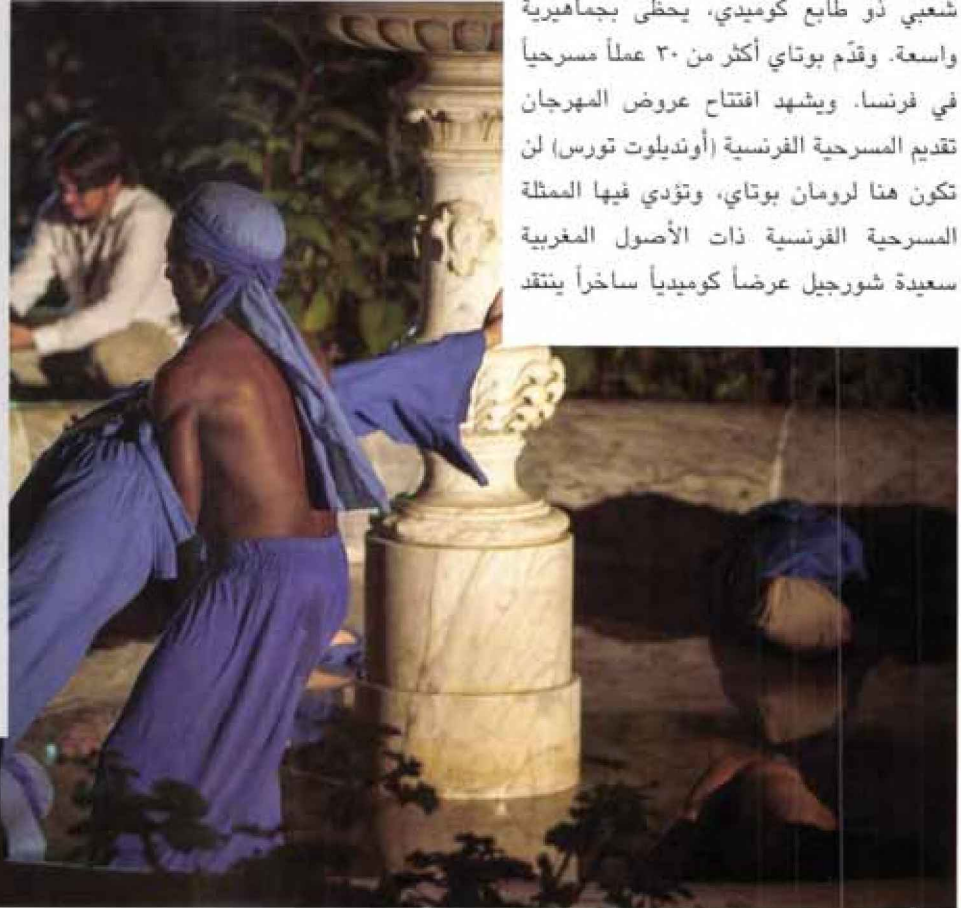 شعبي ذو طابع كوميدي، يحظى بجماهيرية
واسعة. وقدّم بوتاي أكثر من ٣٠ عملاً مسرحياً
في فرنسا. ويشهد افتتاح عروض المهرجان
تقديم المسرحية الفرنسية (أونديلوت تورس) لن
تكون هنا لرومان بوتاي، وتؤدي فيها الممثلة
المسرحية الفرنسية ذات الأصول المغربية
سعيدة شورجيل عرضاً كوميدياً ساخراً ينتقد